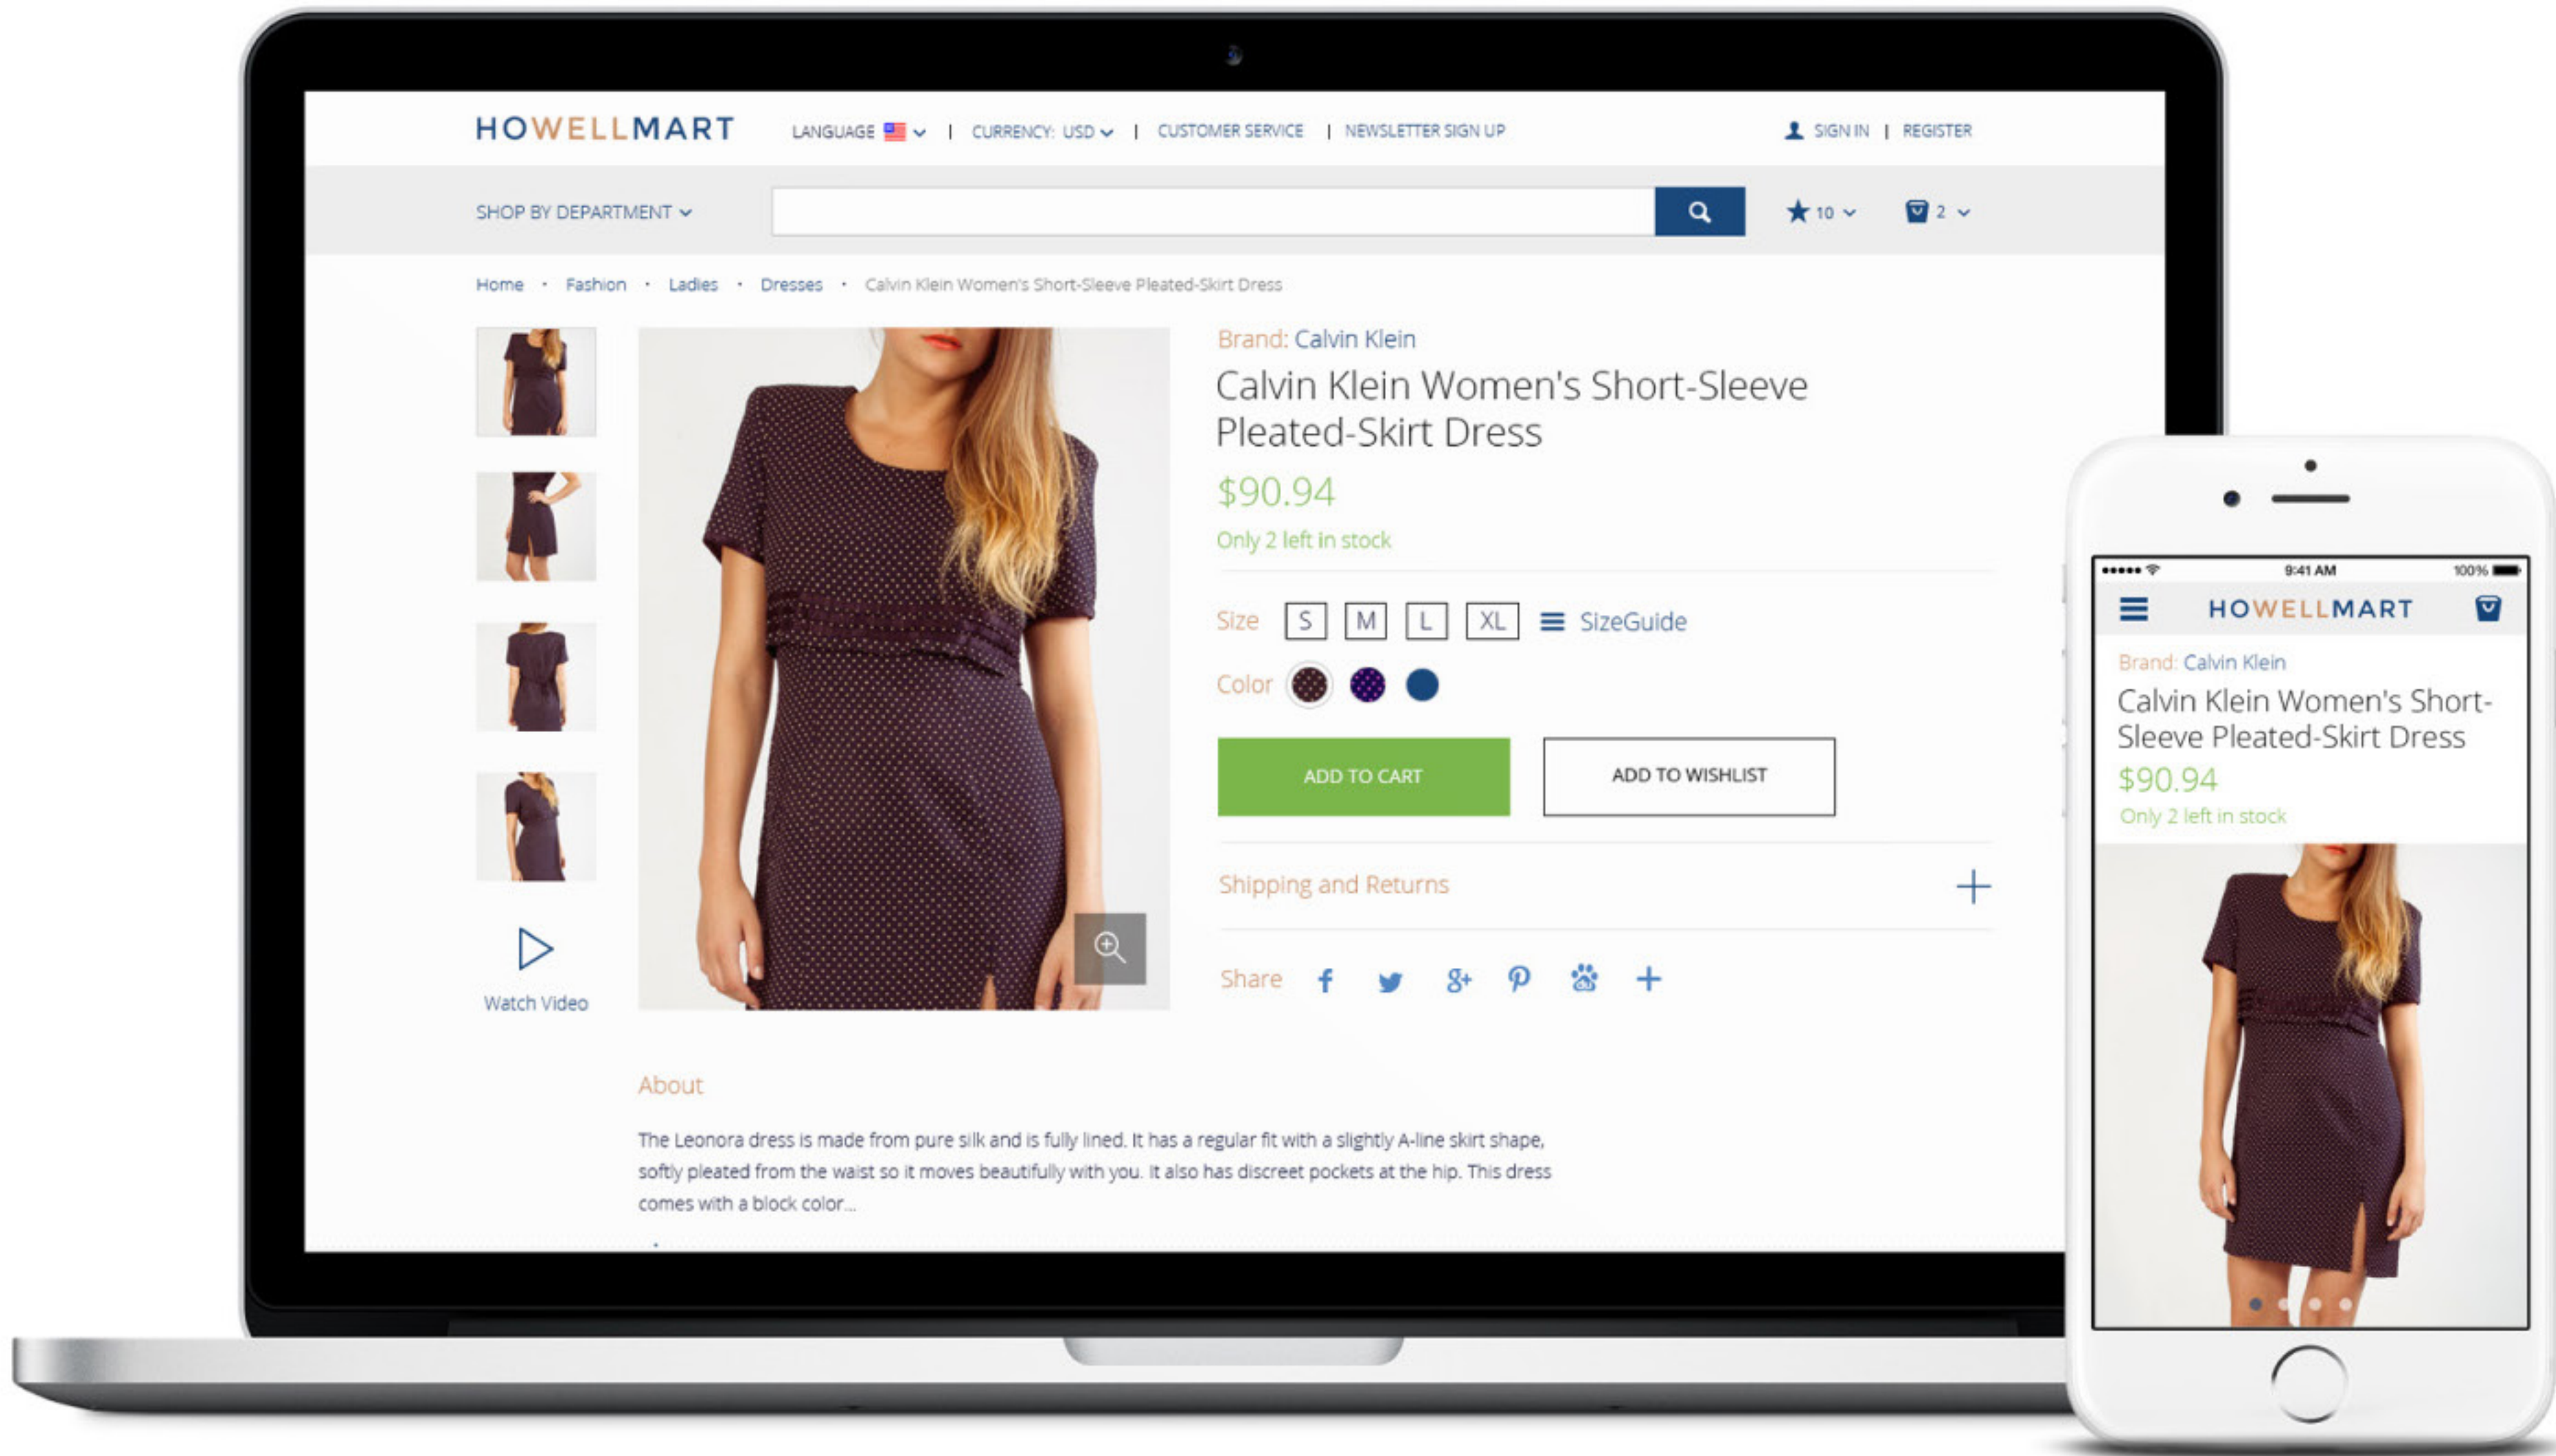 HOWELLMART
LANGUAGE | CURRENCY: USD | CUSTOMER SERVICE | NEWSLETTER SIGN UP
SIGN IN | REGISTER
SHOP BY DEPARTMENT
10
2
Home · Fashion · Ladies · Dresses · Calvin Klein Women's Short-Sleeve Pleated-Skirt Dress
Brand: Calvin Klein
Calvin Klein Women's Short-Sleeve
Pleated-Skirt Dress
$90.94
Only 2 left in stock
Size S M L XL SizeGuide
Color
ADD TO CART
ADD TO WISHLIST
Shipping and Returns
Share f g+ du
Watch Video
About
The Leonora dress is made from pure silk and is fully lined. It has a regular fit with a slightly A-line skirt shape,
softly pleated from the waist so it moves beautifully with you. It also has discreet pockets at the hip. This dress
comes with a block color...
9:41 AM 100%
HOWELLMART
Brand: Calvin Klein
Calvin Klein Women's Short-
Sleeve Pleated-Skirt Dress
$90.94
Only 2 left in stock